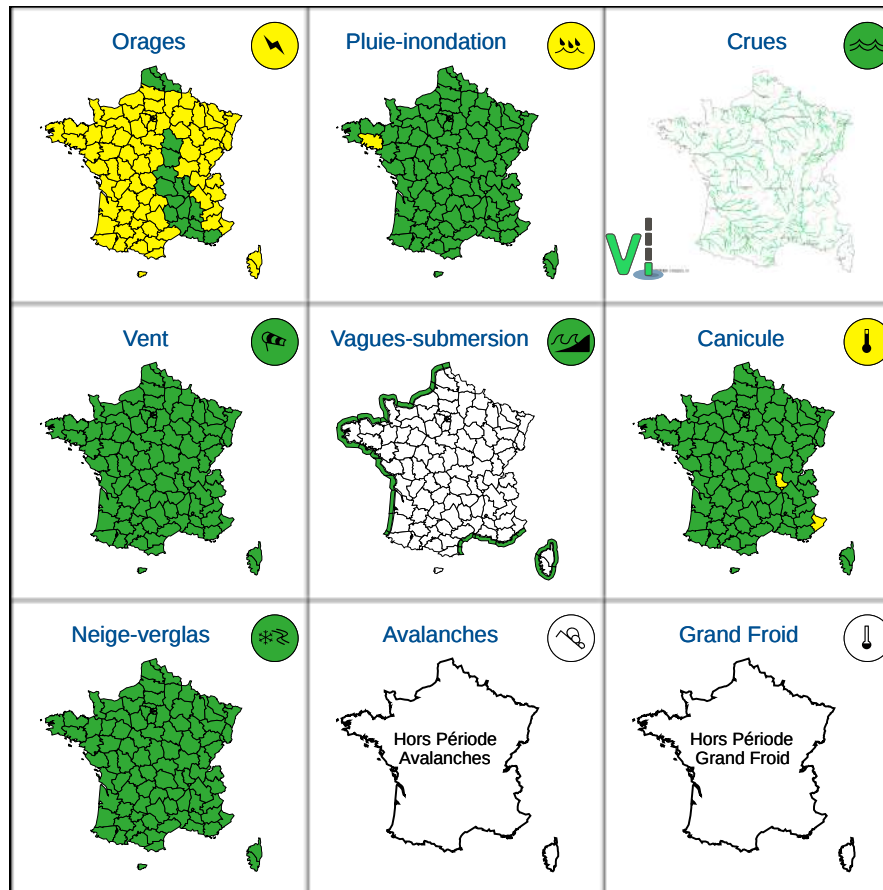 Orages
Pluie-inondation
Crues
Vent
Vagues-submersion
Canicule
Neige-verglas
Avalanches
Grand Froid
Hors Période
Avalanches
Hors Période
Grand Froid